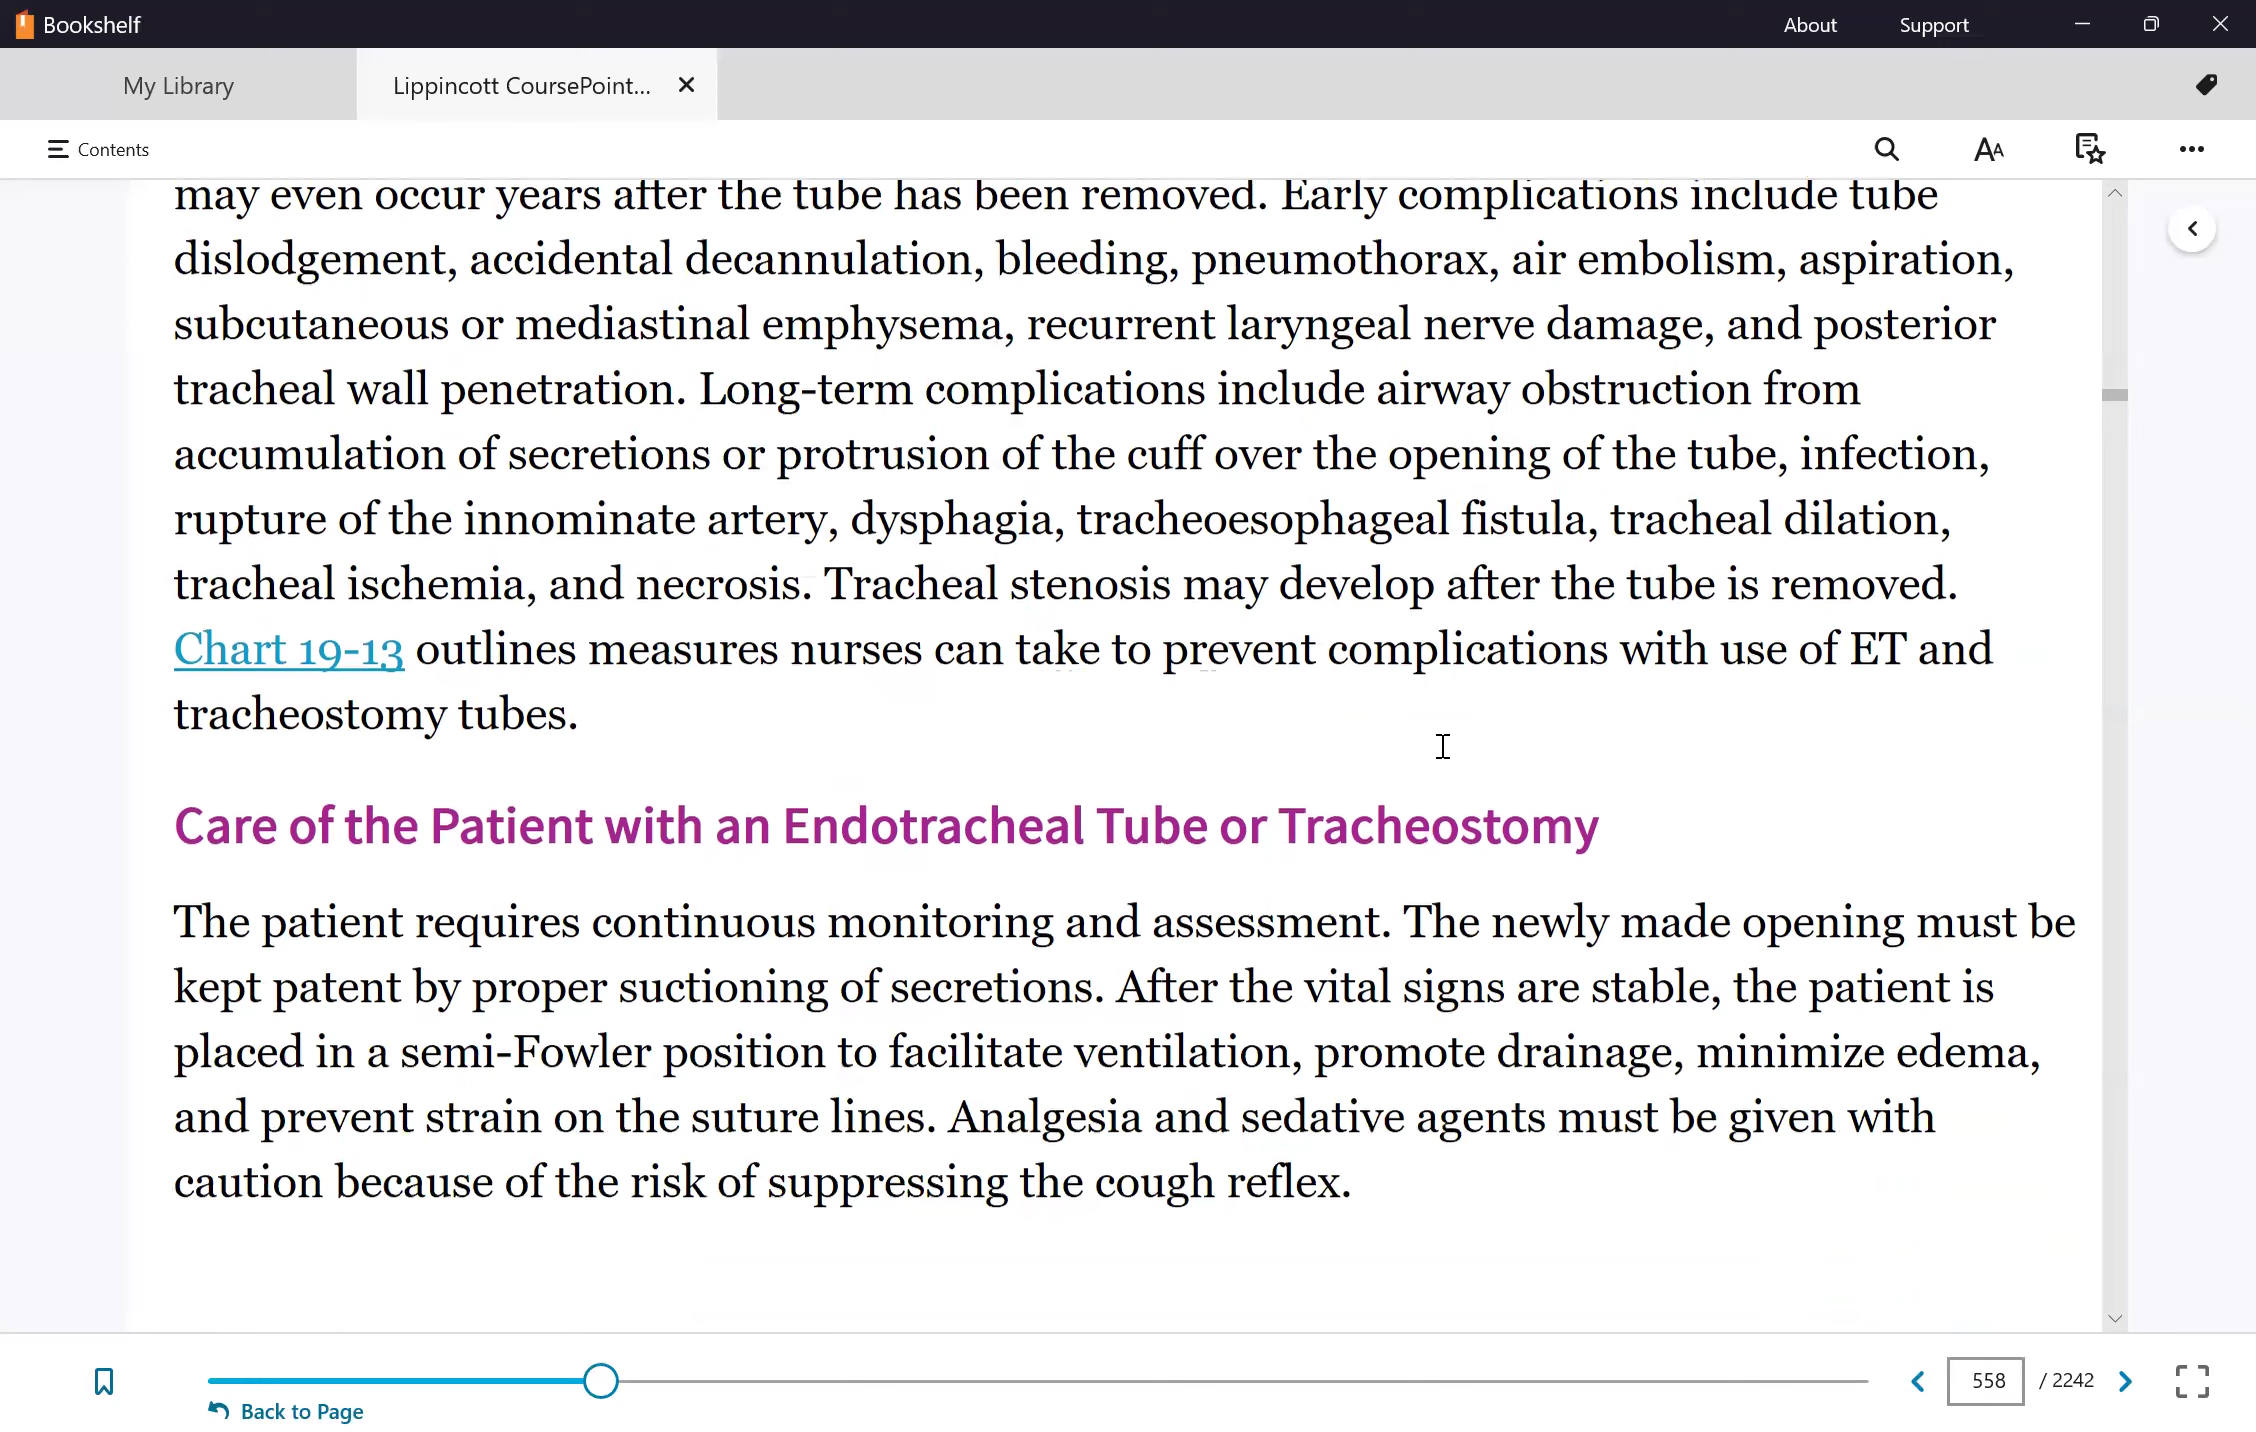 Bookshelf
About
Support
My Library
Lippincott CoursePoint...
Contents
may even occur years after the tube has been removed. Early complications include tube
dislodgement, accidental decannulation, bleeding, pneumothorax, air embolism, aspiration,
subcutaneous or mediastinal emphysema, recurrent laryngeal nerve damage, and posterior
tracheal wall penetration. Long-term complications include airway obstruction from
accumulation of secretions or protrusion of the cuff over the opening of the tube, infection,
rupture of the innominate artery, dysphagia, tracheoesophageal fistula, tracheal dilation,
tracheal ischemia, and necrosis. Tracheal stenosis may develop after the tube is removed.
Chart 19-13 outlines measures nurses can take to prevent complications with use of ET and
tracheostomy tubes.
Care of the Patient with an Endotracheal Tube or Tracheostomy
The patient requires continuous monitoring and assessment. The newly made opening must be
kept patent by proper suctioning of secretions. After the vital signs are stable, the patient is
placed in a semi-Fowler position to facilitate ventilation, promote drainage, minimize edema,
and prevent strain on the suture lines. Analgesia and sedative agents must be given with
caution because of the risk of suppressing the cough reflex.
558 / 2242
Back to Page